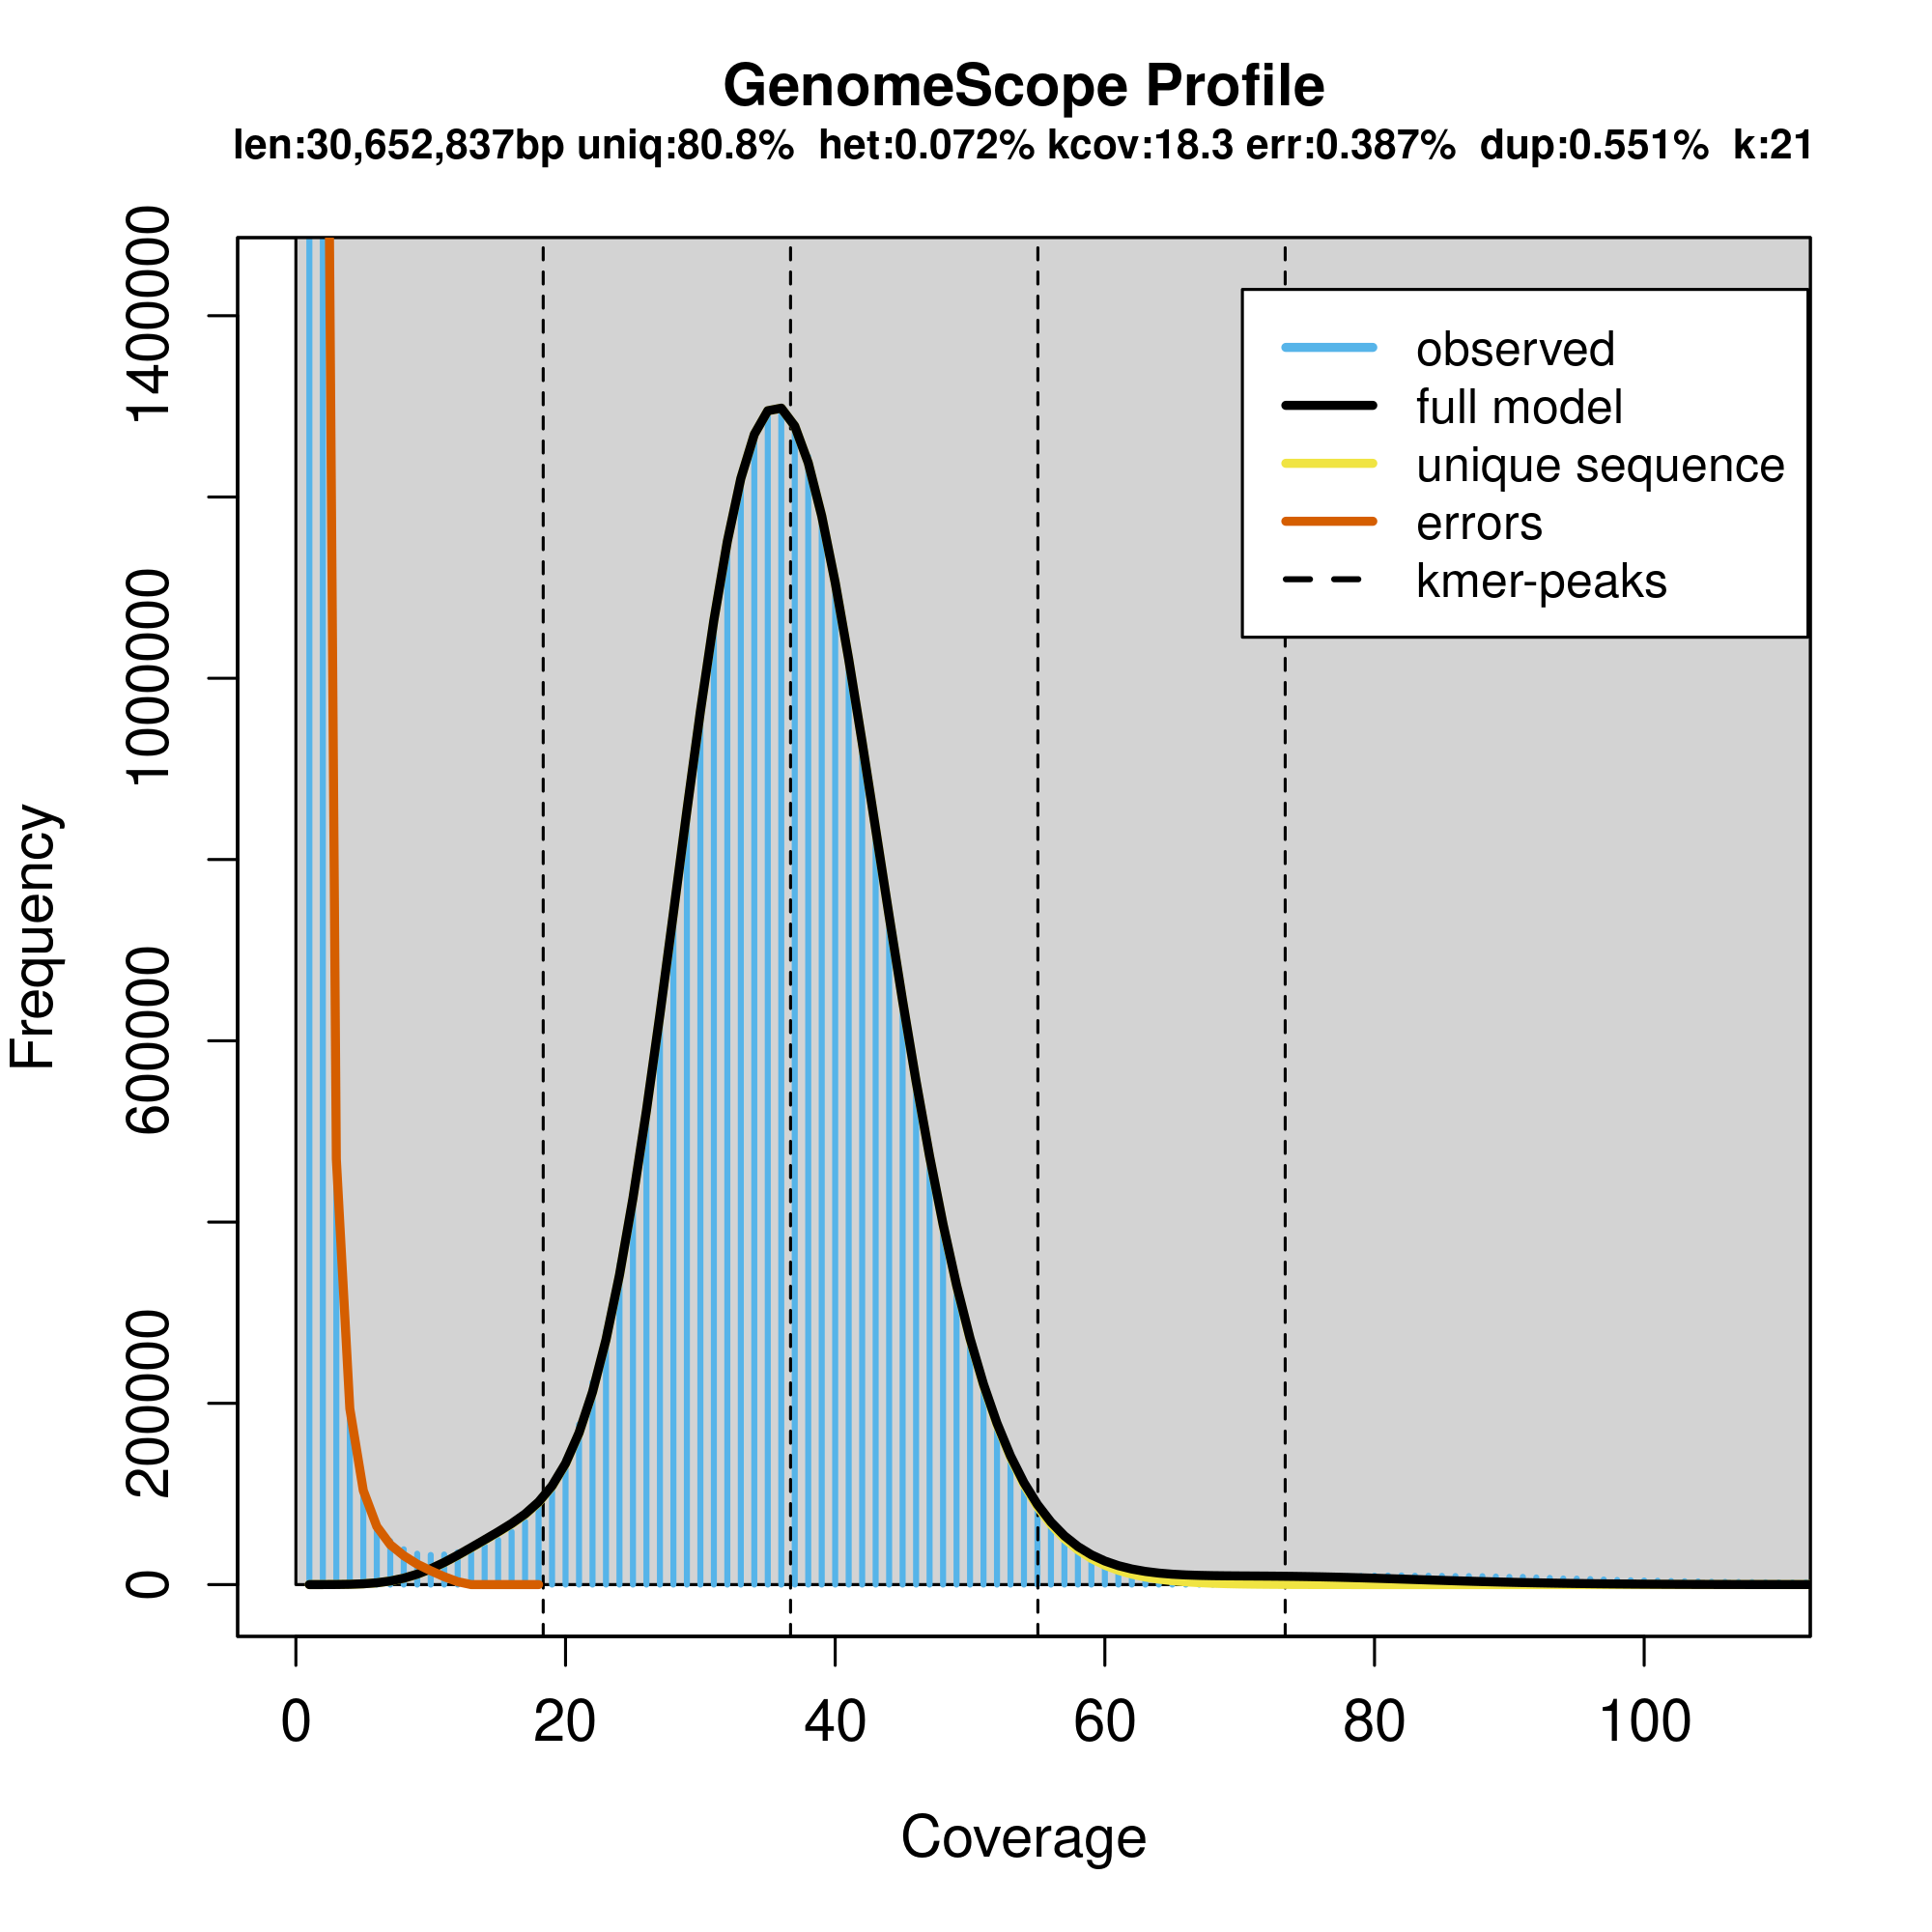 GenomeScope Profile
len:30,652,837bp uniq:80.8% het:0.072% kcov:18.3 err:0.387% dup:0.551% k:21
Frequency
1400000
1000000
600000
200000
0
observed
full model
unique sequence
errors
kmer-peaks
0 20 40 60 80 100
Coverage